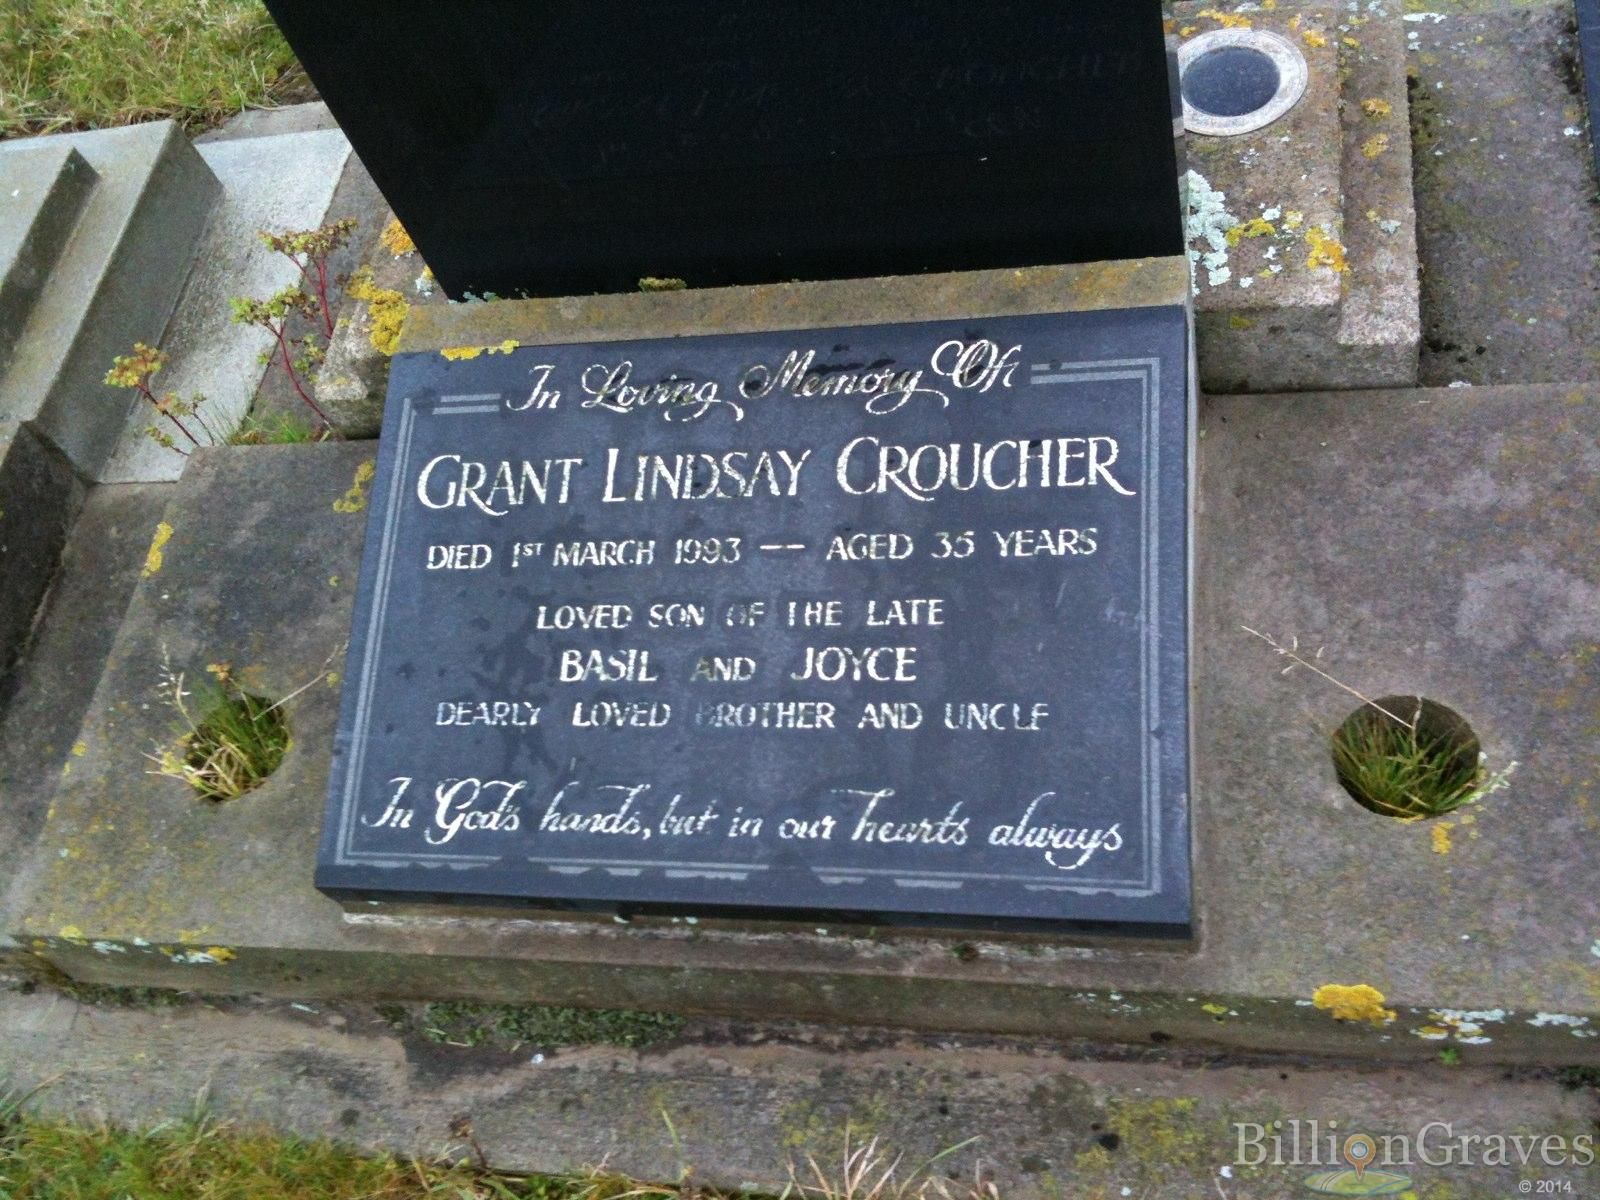 CROUCHER
In Loving Memory Of
GRANT LINDSAY CROUCHER
DIED 1ST MARCH 1993 -- AGED 35 YEARS
LOVED SON OF THE LATE
BASIL AND JOYCE
DEARLY LOVED BROTHER AND UNCLE
In God's hands, but in our hearts always
BillionGraves
© 2014